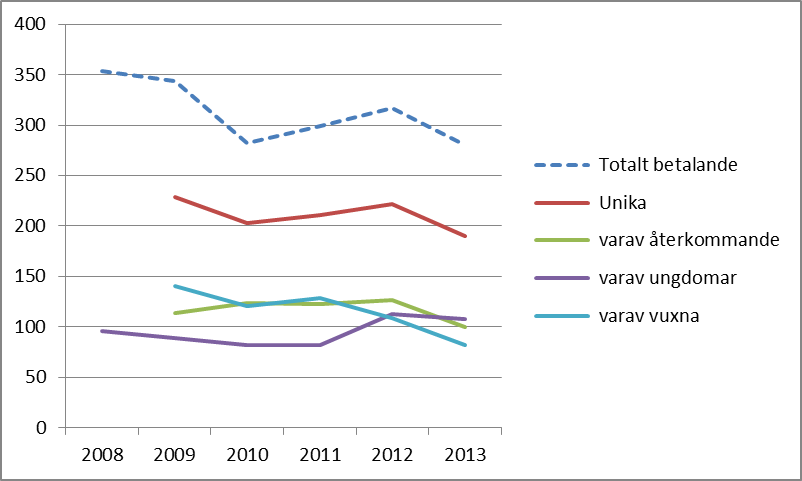 400
350
300
250
200
150
100
50
0
2008 2009 2010 2011 2012 2013
Totalt betalande
Unika
varav återkommande
varav ungdomar
varav vuxna